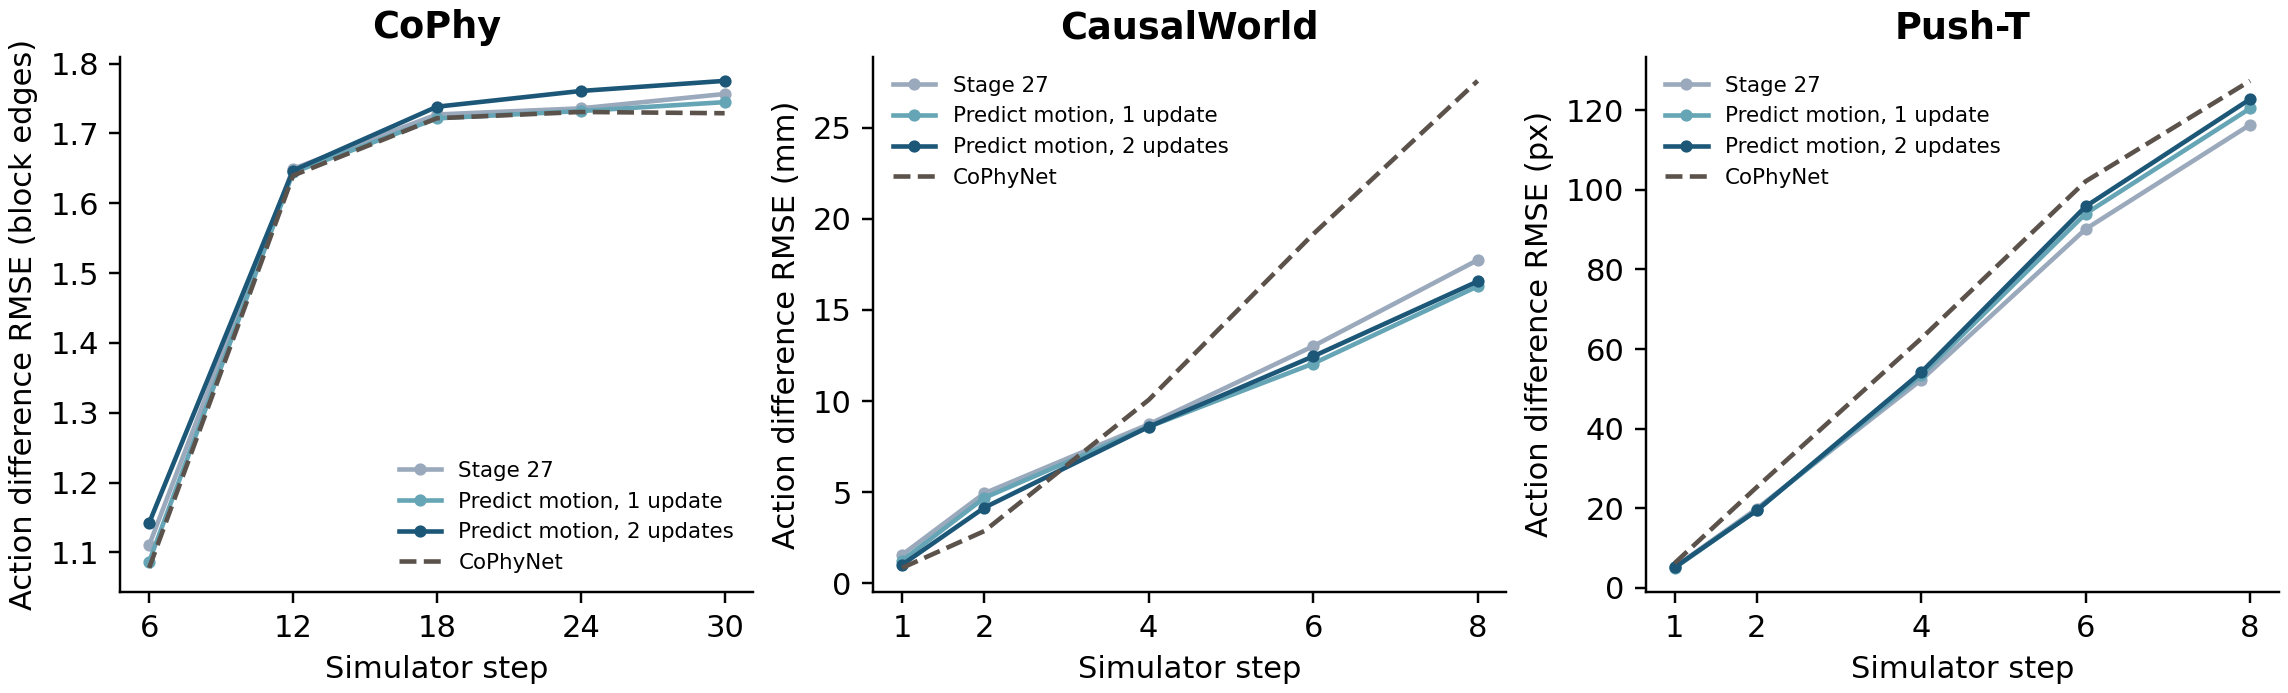 CoPhy
Action difference RMSE (block edges)
1.8
1.7
1.6
1.5
1.4
1.3
1.2
1.1
Stage 27
Predict motion, 1 update
Predict motion, 2 updates
CoPhyNet
6 12 18 24 30
Simulator step
CausalWorld
Action difference RMSE (mm)
25
20
15
10
5
0
Stage 27
Predict motion, 1 update
Predict motion, 2 updates
CoPhyNet
1 2 4 6 8
Simulator step
Push-T
Action difference RMSE (px)
120
100
80
60
40
20
0
Stage 27
Predict motion, 1 update
Predict motion, 2 updates
CoPhyNet
1 2 4 6 8
Simulator step